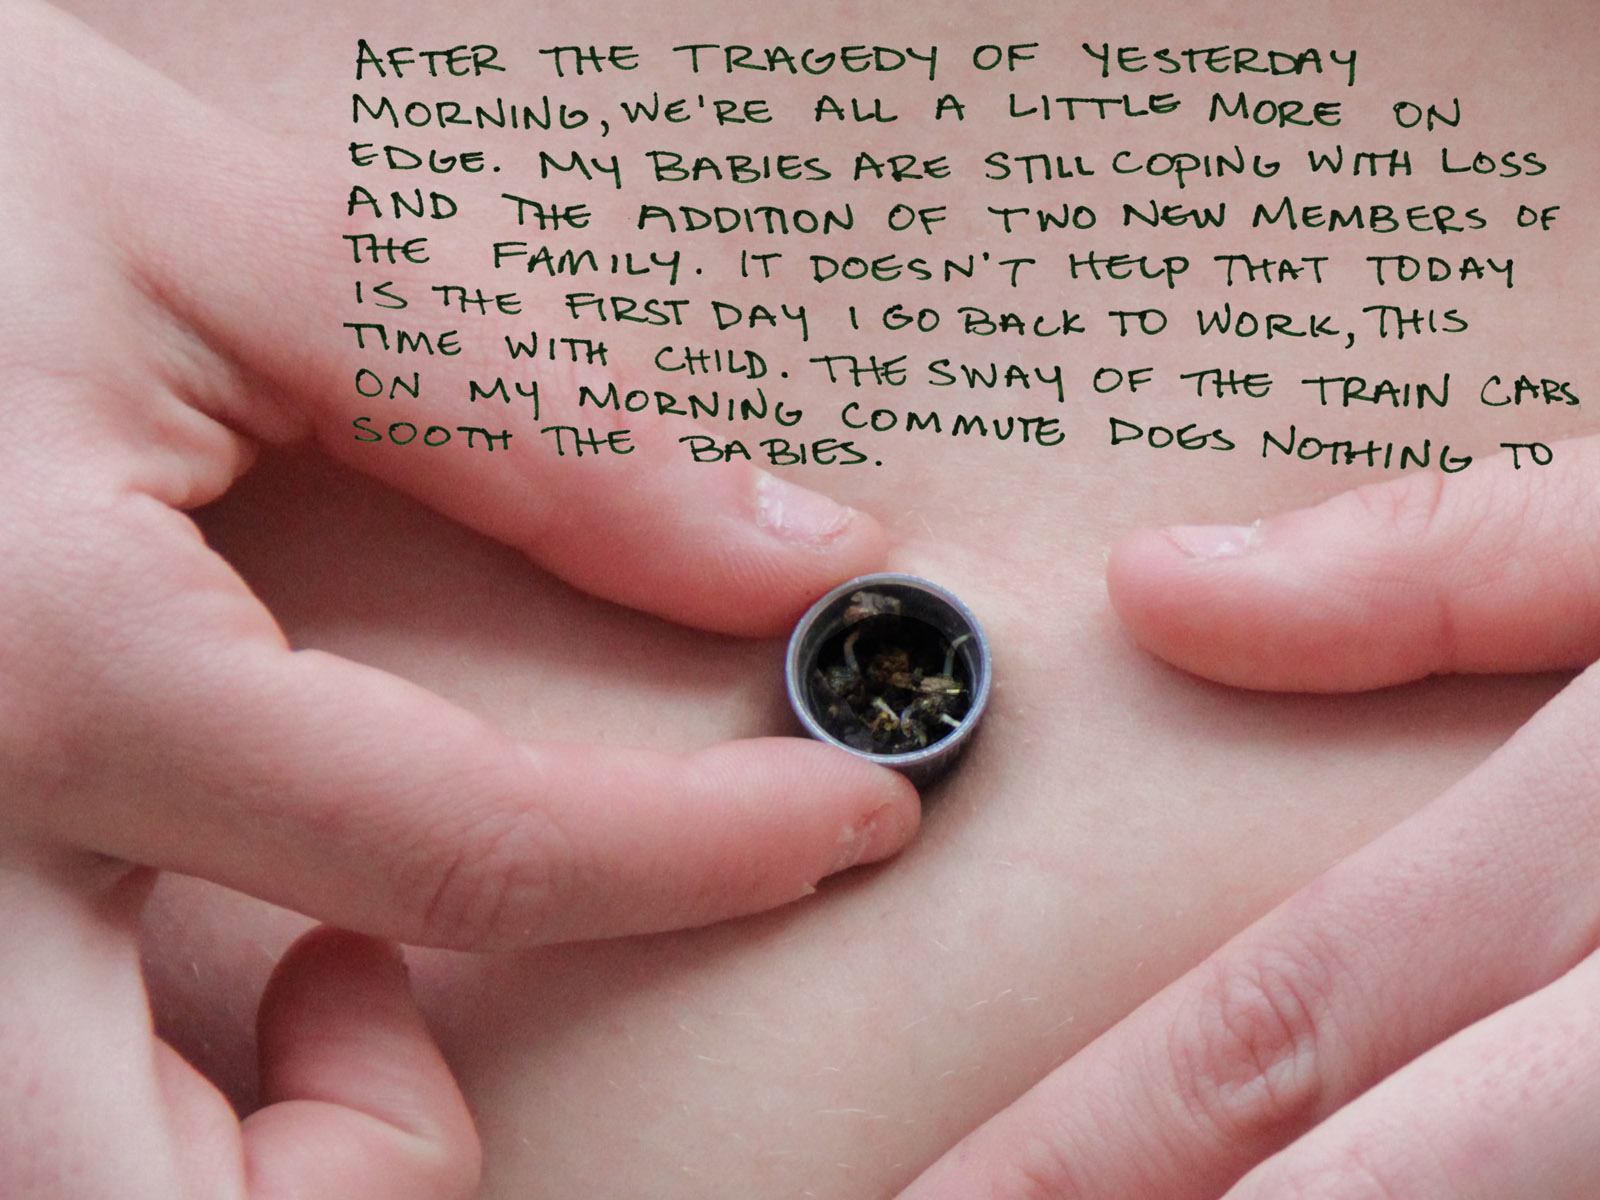 AFTER THE TRAGEDY OF YESTERDAY
MORNING, WE'RE ALL A LITTLE MORE ON
EDGE. MY BABIES ARE STILL COPING WITH LOSS
AND THE ADDITION OF TWO NEW MEMBERS OF
THE FAMILY. IT DOESN'T HELP THAT TODAY
IS THE FIRST DAY I GO BACK TO WORK, THIS
TIME WITH CHILD. THE SWAY OF THE TRAIN CARS
ON MY MORNING COMMUTE DOES NOTHING TO
SOOTH THE BABIES.